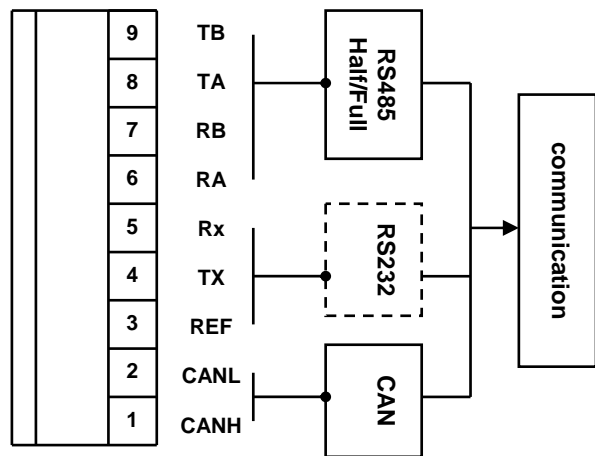 9 TB
8 TA
7 RB
6 RA
5 Rx
4 TX
3 REF
2 CANL
1 CANH
RS485
Half/Full
RS232
CAN
communication